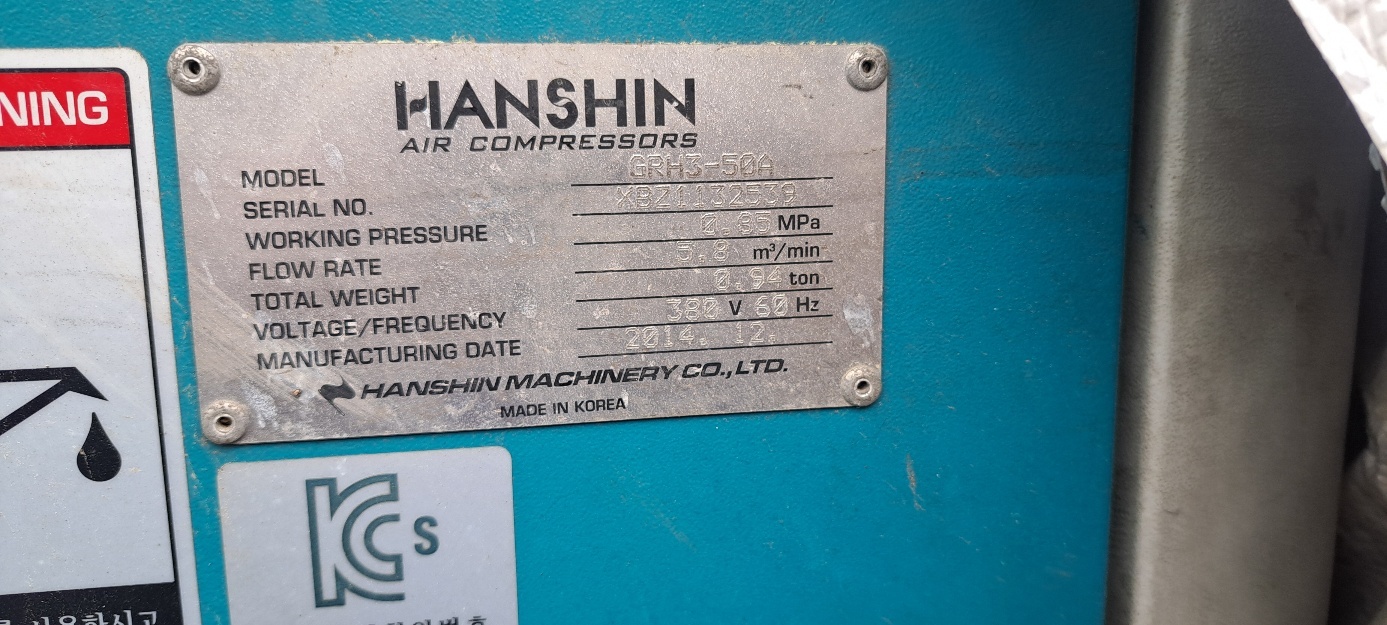 NING
HANSHIN
AIR COMPRESSORS
MODEL GRH3-50A
SERIAL NO. XBZ1132539
WORKING PRESSURE 0.85 MPa
FLOW RATE 5.8 m³/min
TOTAL WEIGHT 0.94 ton
VOLTAGE/FREQUENCY 380 V 60 Hz
MANUFACTURING DATE 2014. 12.
HANSHIN MACHINERY CO., LTD.
MADE IN KOREA
KC s